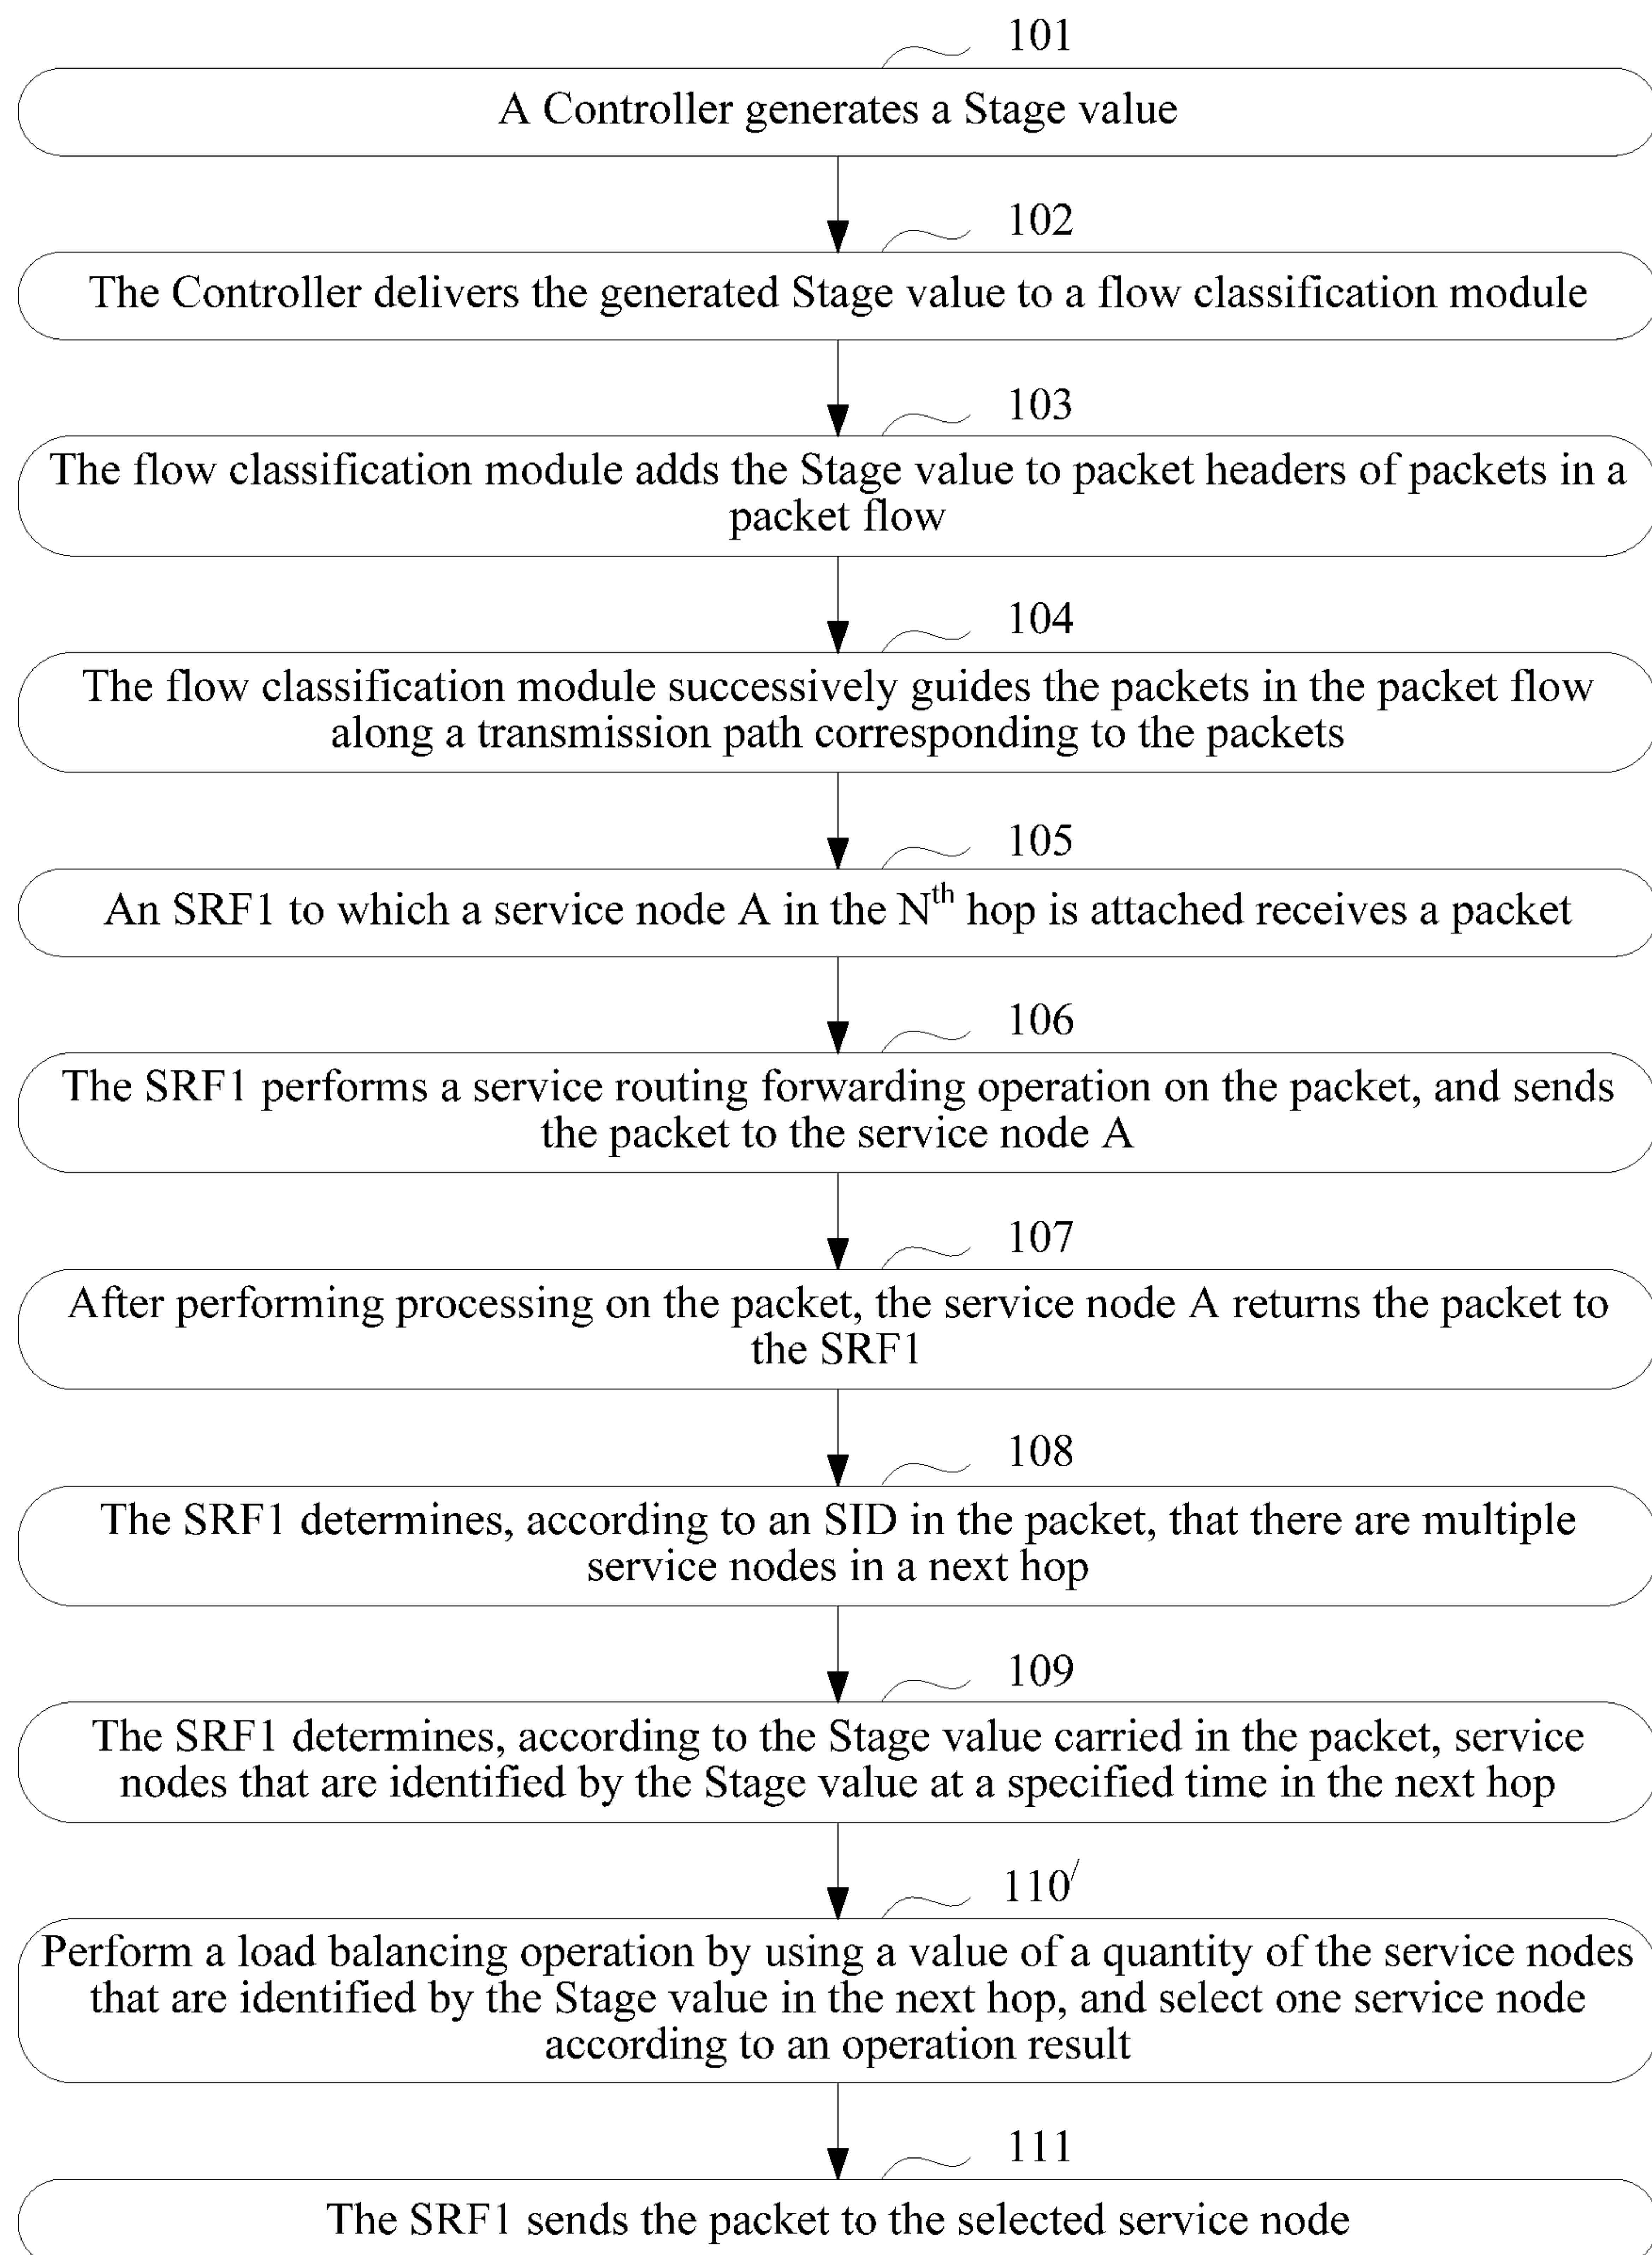 101
A Controller generates a Stage value
102
The Controller delivers the generated Stage value to a flow classification module
103
The flow classification module adds the Stage value to packet headers of packets in a
packet flow
104
The flow classification module successively guides the packets in the packet flow
along a transmission path corresponding to the packets
105
An SRF1 to which a service node A in the Nth hop is attached receives a packet
106
The SRF1 performs a service routing forwarding operation on the packet, and sends
the packet to the service node A
107
After performing processing on the packet, the service node A returns the packet to
the SRF1
108
The SRF1 determines, according to an SID in the packet, that there are multiple
service nodes in a next hop
109
The SRF1 determines, according to the Stage value carried in the packet, service
nodes that are identified by the Stage value at a specified time in the next hop
110′
Perform a load balancing operation by using a value of a quantity of the service nodes
that are identified by the Stage value in the next hop, and select one service node
according to an operation result
111
The SRF1 sends the packet to the selected service node